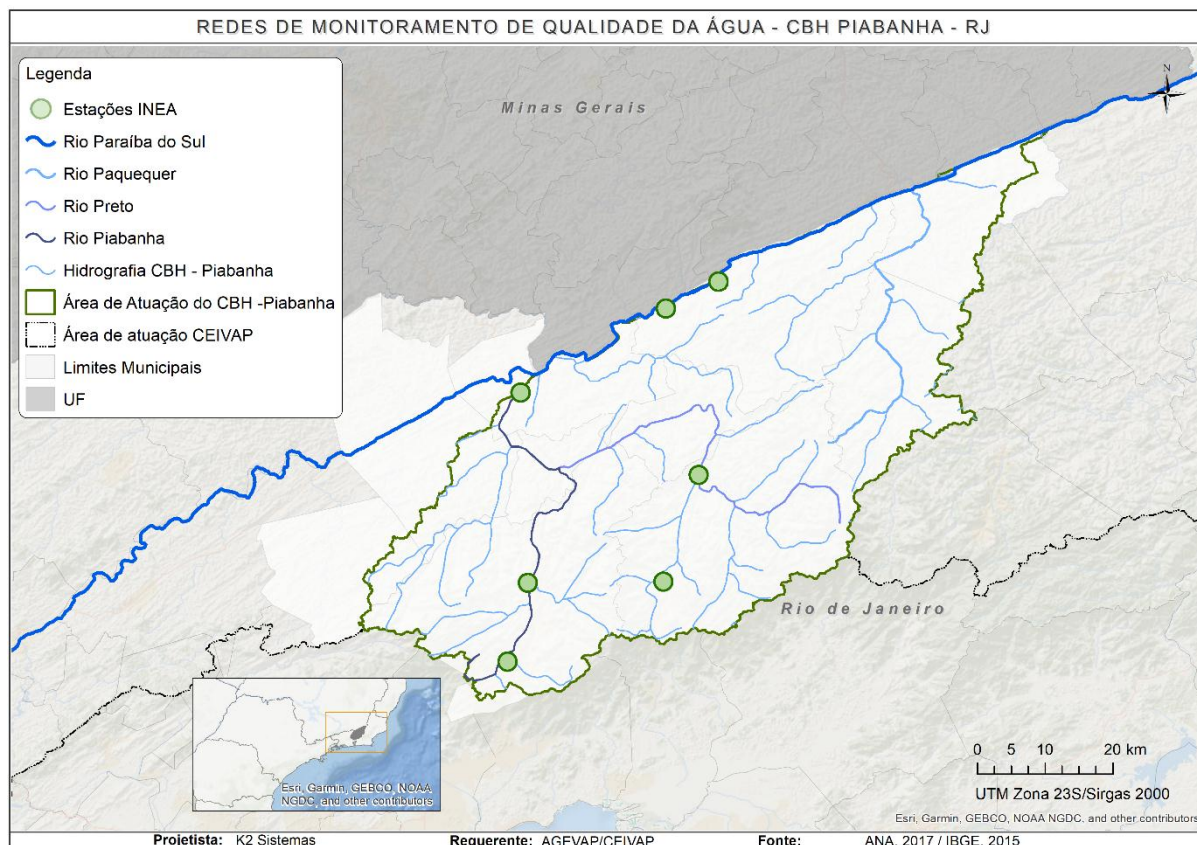 REDES DE MONITORAMENTO DE QUALIDADE DA ÁGUA - CBH PIABANHA - RJ
Legenda
Estações INEA
Rio Paraíba do Sul
Rio Paquequer
Rio Preto
Rio Piabanha
Hidrografia CBH - Piabanha
Área de Atuação do CBH -Piabanha
Área de atuação CEIVAP
Limites Municipais
UF
Minas Gerais
N
Rio de Janeiro
Esri, Garmin, GEBCO, NOAA
NGDC, and other contributors
0 5 10 20 km
UTM Zona 23S/Sirgas 2000
Esri, Garmin, GEBCO, NOAA NGDC, and other contributors
Projetista: K2 Sistemas Requerente: AGEVAP/CEIVAP Fonte: ANA, 2017 / IBGE, 2015